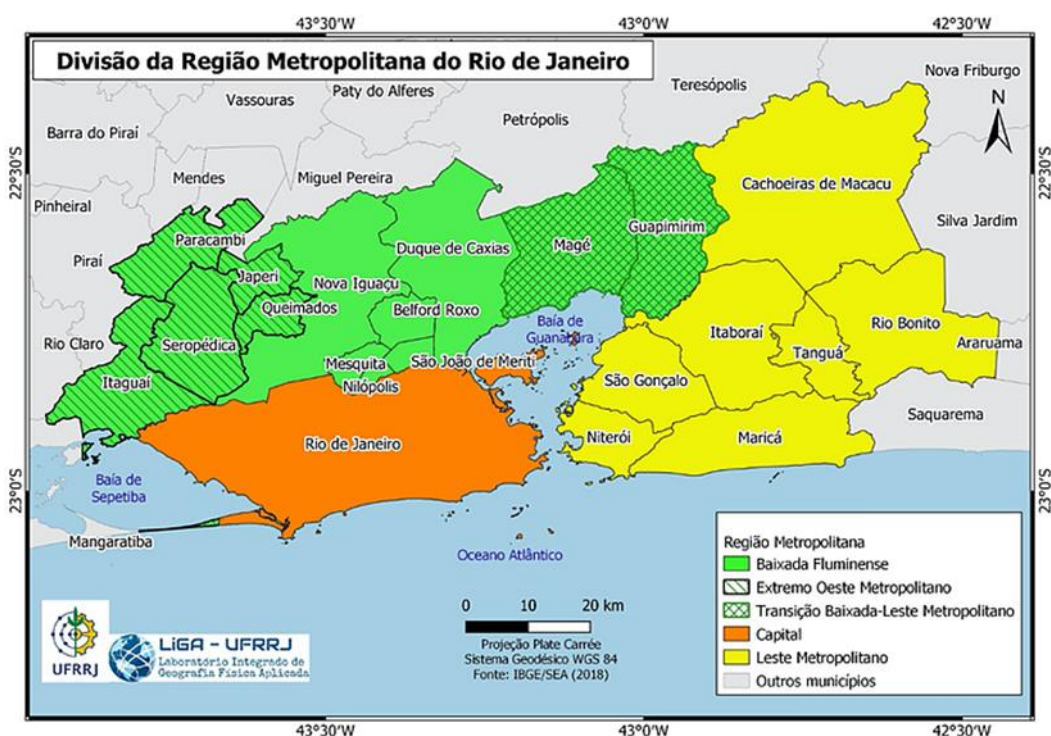 43°30'W
43°0'W
42°30'W
Divisão da Região Metropolitana do Rio de Janeiro
Nova Friburgo
Teresópolis
Paty do Alferes
Vassouras
Petrópolis
Barra do Piraí
N
22°30'S
22°30'S
Mendes
Miguel Pereira
Cachoeiras de Macacu
Pinheiral
Silva Jardim
Guapimirim
Paracambi
Magé
Duque de Caxias
Piraí
Japeri
Nova Iguaçu
Queimados
Belford Roxo
Baía de
Guanabara
Rio Bonito
Itaboraí
Rio Claro
Seropédica
Araruama
Tanguá
Mesquita
São João de Meriti
Itaguaí
Nilópolis
São Gonçalo
Saquarema
Rio de Janeiro
Niterói
Maricá
Baía de
Sepetiba
23°0'S
23°0'S
Mangaratiba
Oceano Atlântico
Região Metropolitana
Baixada Fluminense
Extremo Oeste Metropolitano
Transição Baixada-Leste Metropolitano
Capital
Leste Metropolitano
Outros municípios
0 10 20 km
Projeção Plate Carrée
Sistema Geodésico WGS 84
Fonte: IBGE/SEA (2018)
UFRRJ
LiGA - UFRRJ
Laboratório Integrado de
Geografia Física Aplicada
43°30'W
43°0'W
42°30'W